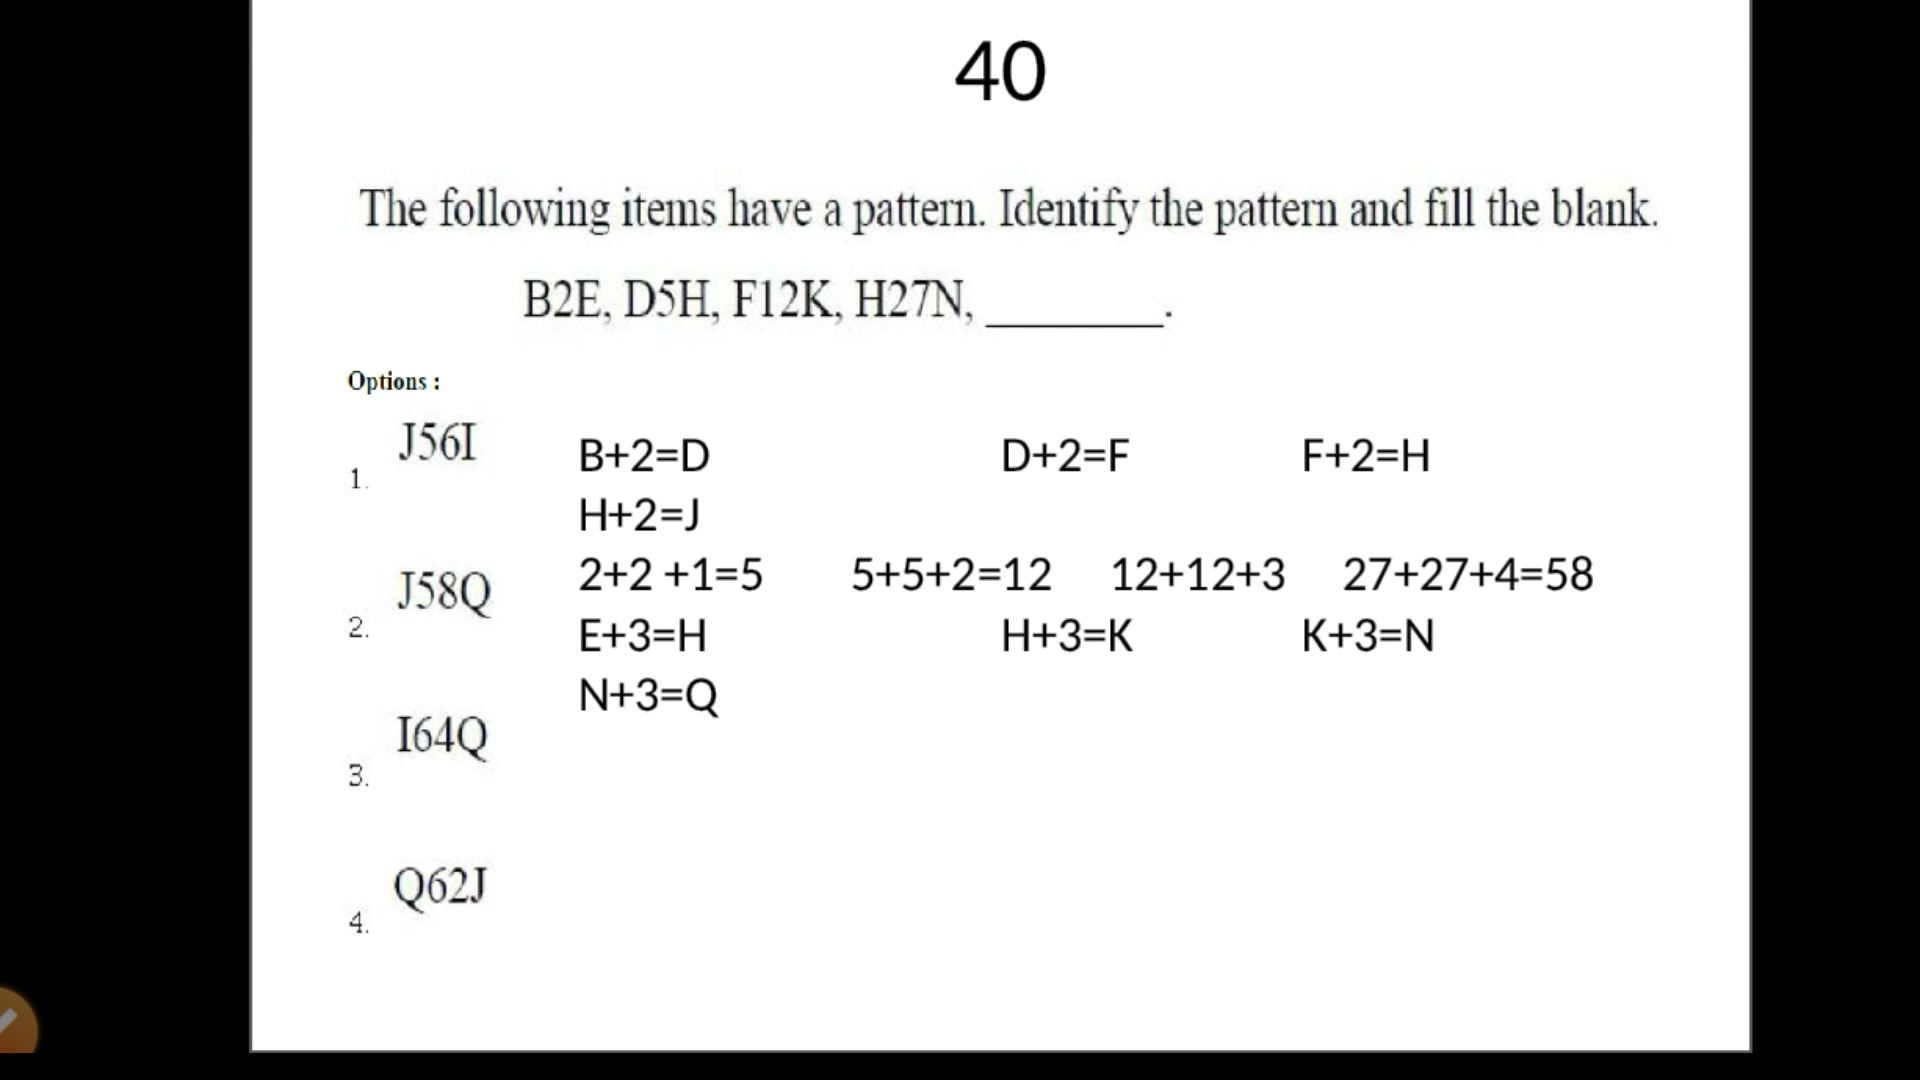 40
The following items have a pattern. Identify the pattern and fill the blank.
B2E, D5H, F12K, H27N, ________.
Options :
1. J56I
2. J58Q
3. I64Q
4. Q62J
B+2=D D+2=F F+2=H
H+2=J
2+2 +1=5 5+5+2=12 12+12+3 27+27+4=58
E+3=H H+3=K K+3=N
N+3=Q